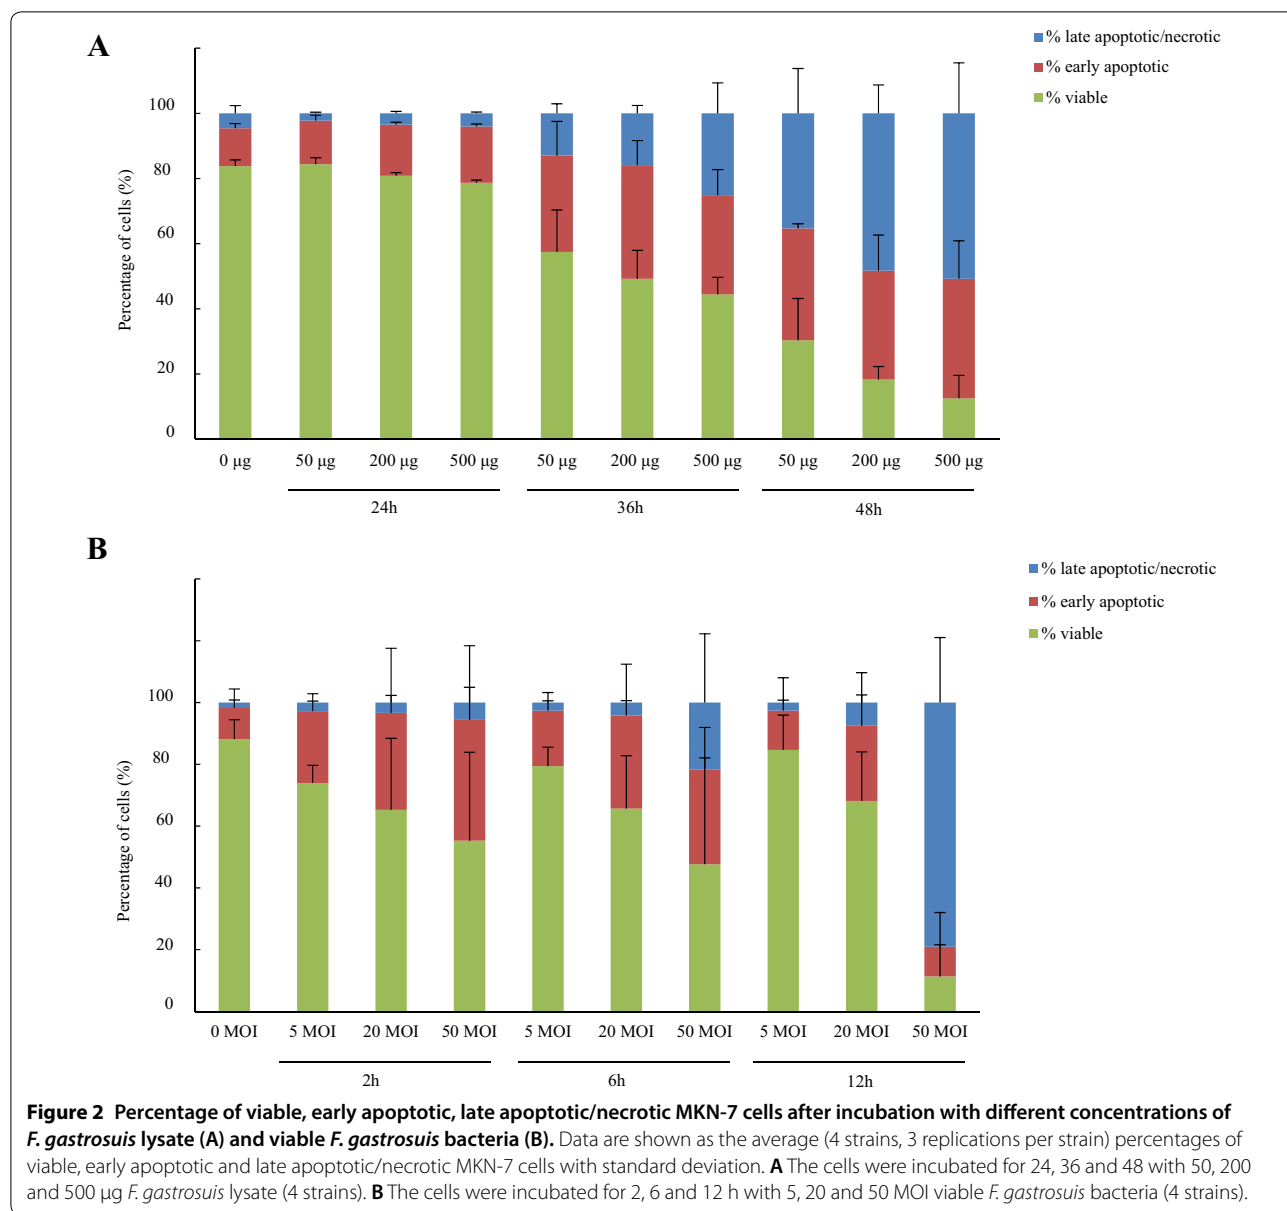 A
% late apoptotic/necrotic
% early apoptotic
% viable
Percentage of cells (%)
100
80
60
40
20
0
0 µg 50 µg 200 µg 500 µg 50 µg 200 µg 500 µg 50 µg 200 µg 500 µg
24h 36h 48h
B
% late apoptotic/necrotic
% early apoptotic
% viable
Percentage of cells (%)
100
80
60
40
20
0
0 MOI 5 MOI 20 MOI 50 MOI 5 MOI 20 MOI 50 MOI 5 MOI 20 MOI 50 MOI
2h 6h 12h
Figure 2 Percentage of viable, early apoptotic, late apoptotic/necrotic MKN-7 cells after incubation with different concentrations of
F. gastrosuis lysate (A) and viable F. gastrosuis bacteria (B). Data are shown as the average (4 strains, 3 replications per strain) percentages of
viable, early apoptotic and late apoptotic/necrotic MKN-7 cells with standard deviation. A The cells were incubated for 24, 36 and 48 with 50, 200
and 500 µg F. gastrosuis lysate (4 strains). B The cells were incubated for 2, 6 and 12 h with 5, 20 and 50 MOI viable F. gastrosuis bacteria (4 strains).